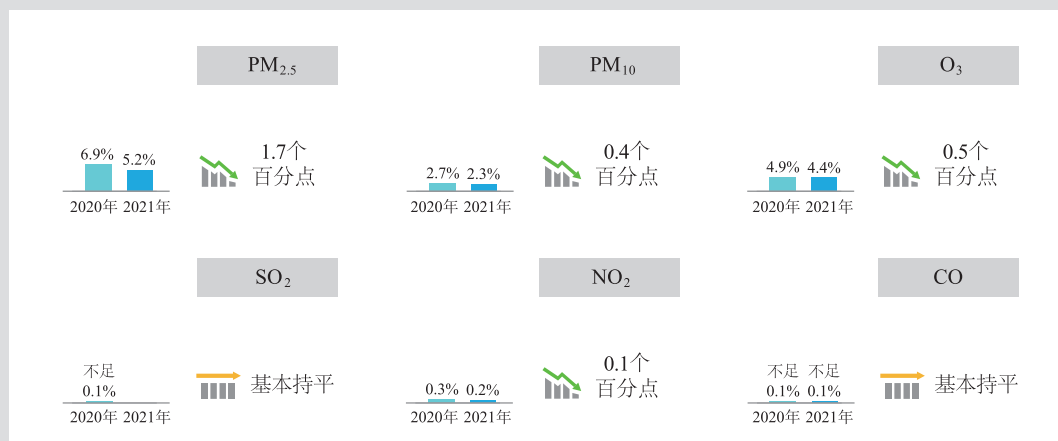 PM2.5
6.9% 5.2%
1.7个
百分点
2020年 2021年
PM10
2.7% 2.3%
0.4个
百分点
2020年 2021年
O3
4.9% 4.4%
0.5个
百分点
2020年 2021年
SO2
不足
0.1%
基本持平
2020年 2021年
NO2
0.3% 0.2%
0.1个
百分点
2020年 2021年
CO
不足 不足
0.1% 0.1%
基本持平
2020年 2021年